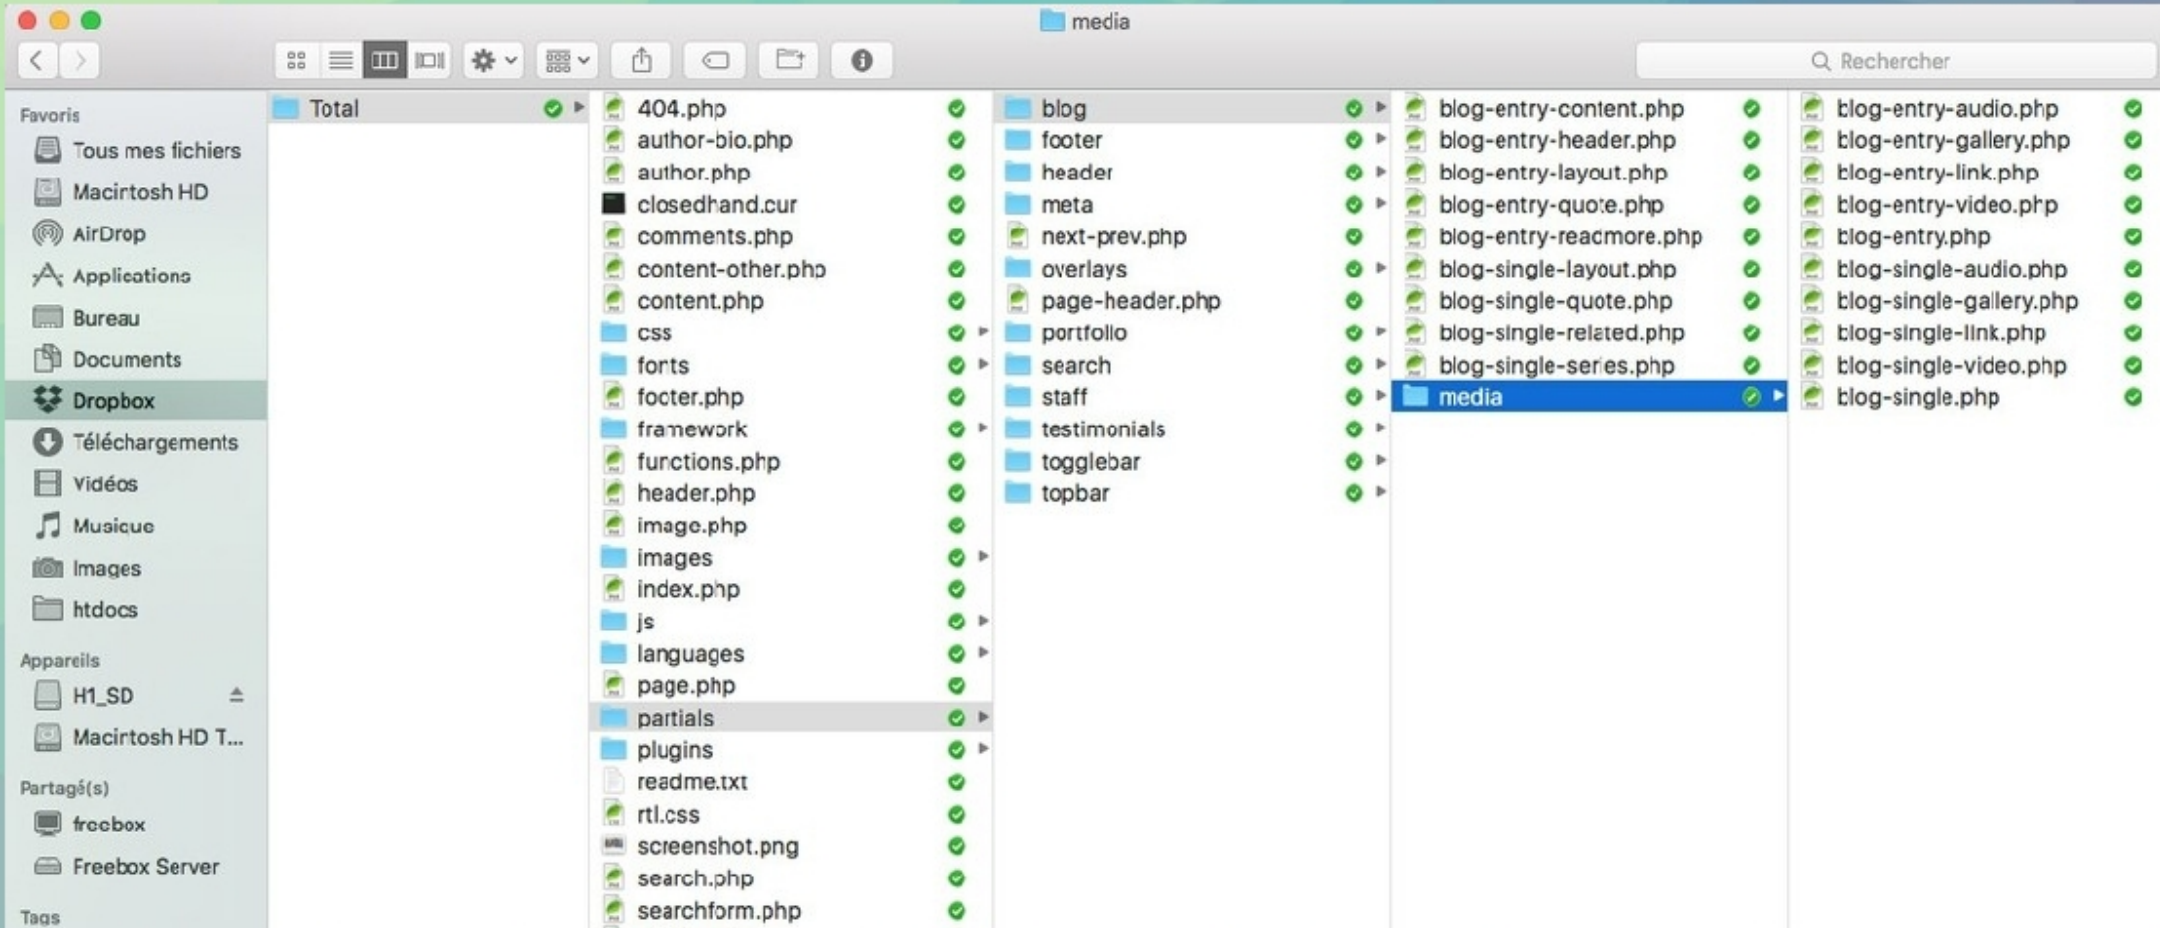 media
Rechercher
Favoris
Tous mes fichiers
Macintosh HD
AirDrop
Applications
Bureau
Documents
Dropbox
Téléchargements
Vidéos
Musique
Images
htdocs
Appareils
H1_SD
Macintosh HD T...
Partagé(s)
freebox
Freebox Server
Tags
Total
404.php
author-bio.php
author.php
closedhand.cur
comments.php
content-other.php
content.php
css
fonts
footer.php
framework
functions.php
header.php
image.php
images
index.php
js
languages
page.php
partials
plugins
readme.txt
rtl.css
screenshot.png
search.php
searchform.php
blog
footer
header
meta
next-prev.php
overlays
page-header.php
portfolio
search
staff
testimonials
togglebar
topbar
blog-entry-content.php
blog-entry-header.php
blog-entry-layout.php
blog-entry-quote.php
blog-entry-readmore.php
blog-single-layout.php
blog-single-quote.php
blog-single-related.php
blog-single-series.php
media
blog-entry-audio.php
blog-entry-gallery.php
blog-entry-link.php
blog-entry-video.php
blog-entry.php
blog-single-audio.php
blog-single-gallery.php
blog-single-link.php
blog-single-video.php
blog-single.php